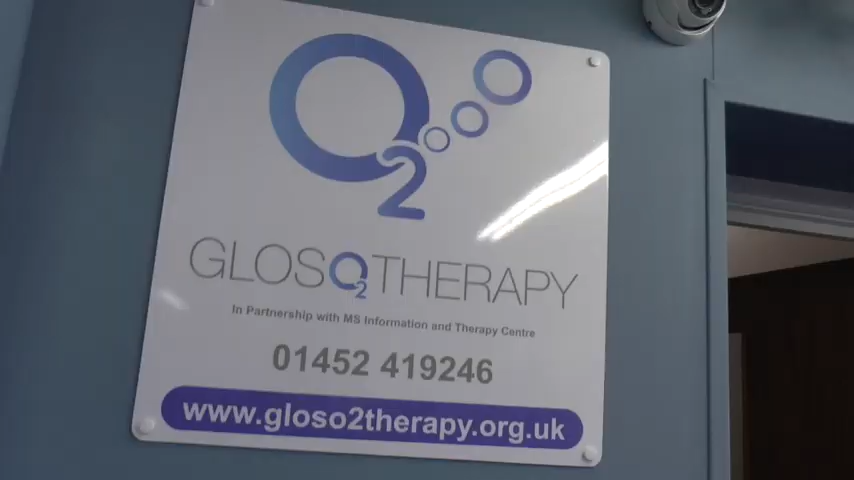 O2
GLOSO2THERAPY
In Partnership with MS Information and Therapy Centre
01452 419246
www.gloso2therapy.org.uk